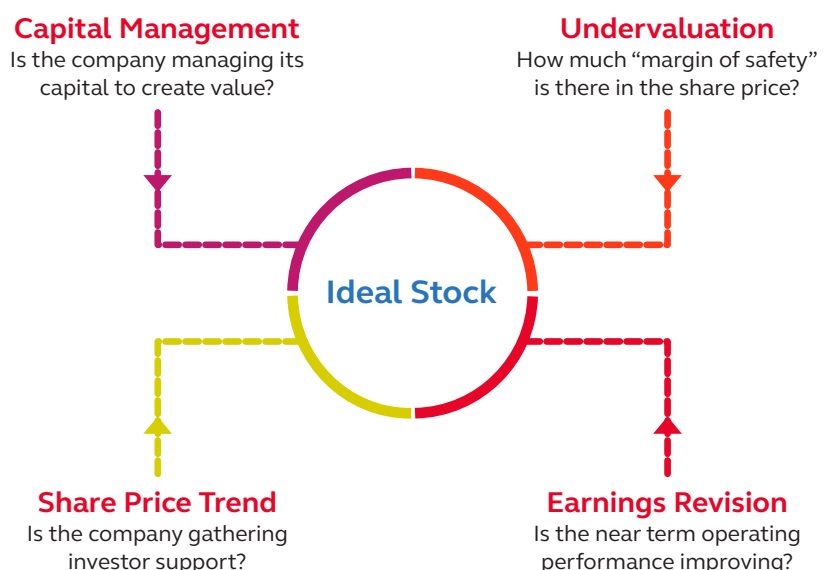 Capital Management
Is the company managing its
capital to create value?
Undervaluation
How much “margin of safety”
is there in the share price?
Ideal Stock
Share Price Trend
Is the company gathering
investor support?
Earnings Revision
Is the near term operating
performance improving?